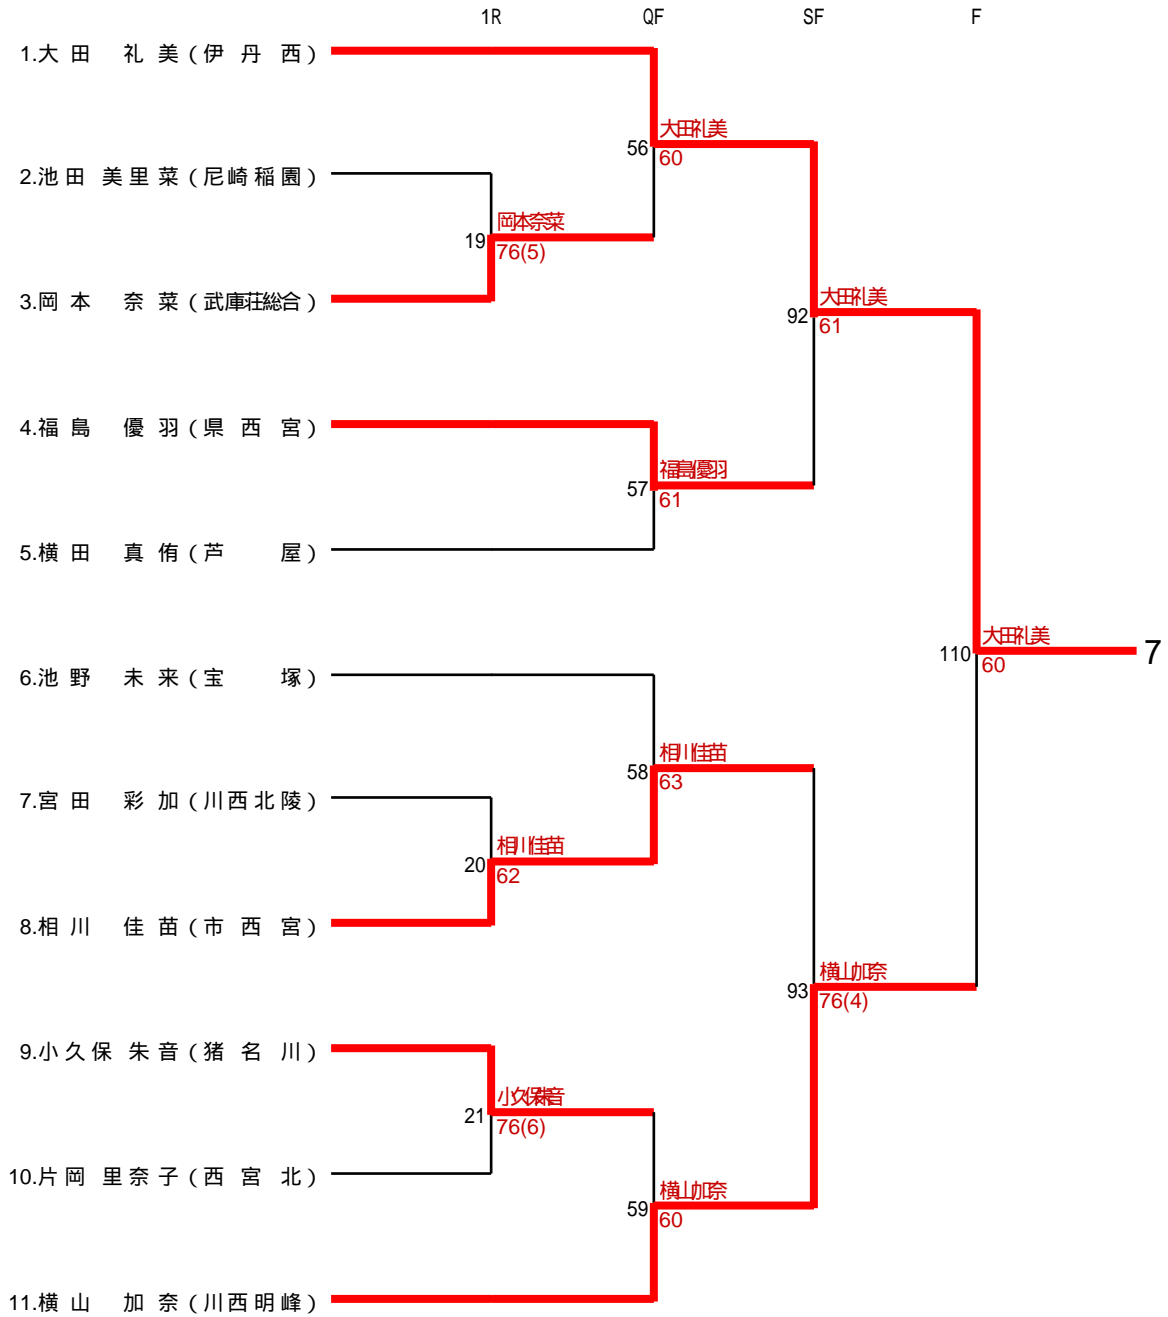 1R QF SF F
1.大田 礼美(伊丹西)
大田礼美
56
60
2.池田 美里菜(尼崎稲園)
岡本奈菜
19
76(5)
3.岡本 奈菜(武庫荘総合)
大田礼美
92
61
4.福島 優羽(県西宮)
福島優羽
57
61
5.横田 真侑(芦屋)
大田礼美
110
60
7
6.池野 未来(宝塚)
相川佳苗
58
63
7.宮田 彩加(川西北陵)
相川佳苗
20
62
8.相川 佳苗(市西宮)
横山加奈
93
76(4)
9.小久保 朱音(猪名川)
小久保朱音
21
76(6)
10.片岡 里奈子(西宮北)
横山加奈
59
60
11.横山 加奈(川西明峰)